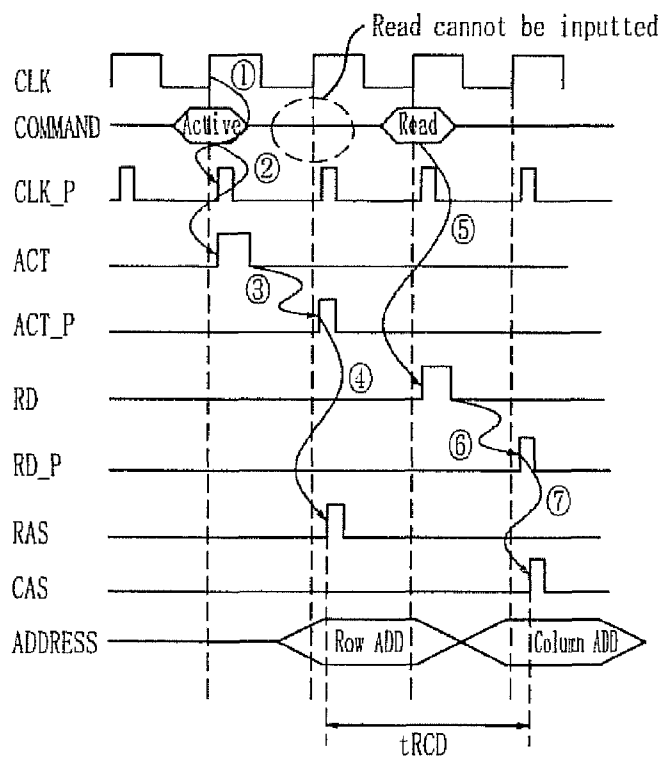 Read cannot be inputted
CLK
①
COMMAND
Active
Read
CLK_P
②
⑤
ACT
③
ACT_P
④
RD
⑥
RD_P
⑦
RAS
CAS
ADDRESS
Row ADD
Column ADD
tRCD